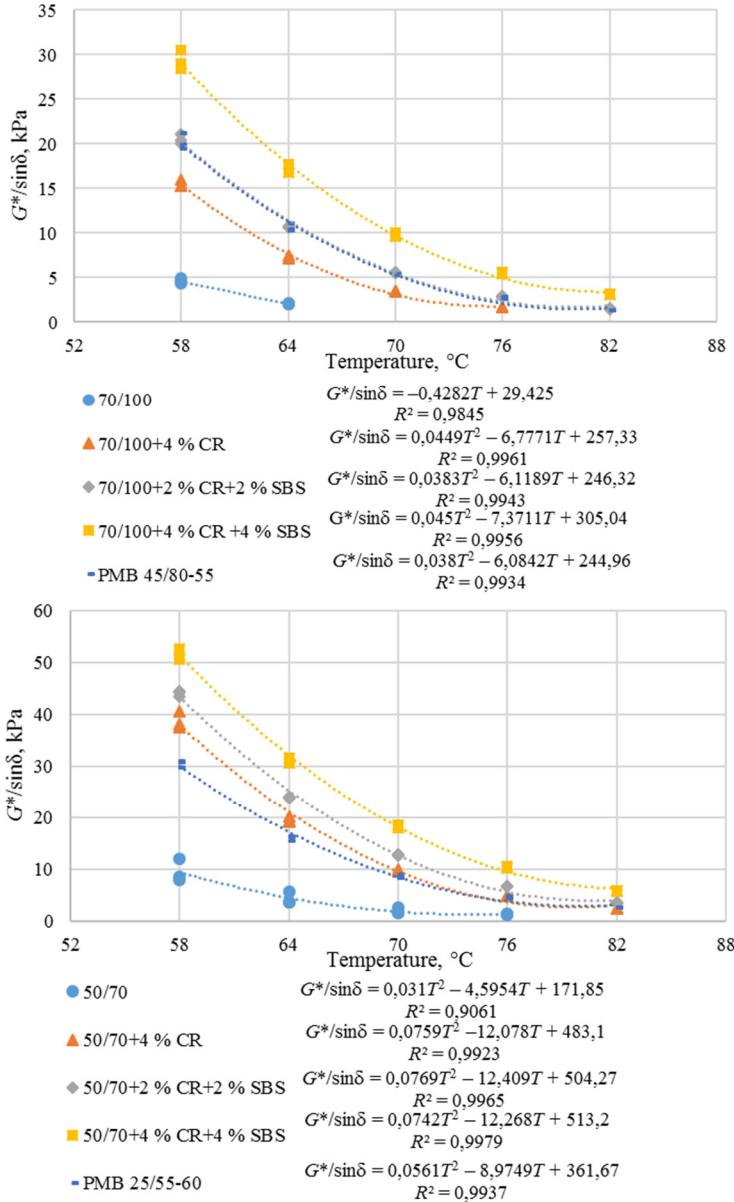 35
30
25
20
15
10
5
0
G*/sinδ, kPa
52 58 64 70 76 82 88
Temperature, °C
70/100
G*/sinδ = –0,4282T + 29,425
R² = 0,9845
70/100+4 % CR
G*/sinδ = 0,0449T² – 6,7771T + 257,33
R² = 0,9961
70/100+2 % CR+2 % SBS
G*/sinδ = 0,0383T² – 6,1189T + 246,32
R² = 0,9943
70/100+4 % CR +4 % SBS
G*/sinδ = 0,045T² – 7,3711T + 305,04
R² = 0,9956
PMB 45/80-55
G*/sinδ = 0,038T² – 6,0842T + 244,96
R² = 0,9934
60
50
40
30
20
10
0
G*/sinδ, kPa
52 58 64 70 76 82 88
Temperature, °C
50/70
G*/sinδ = 0,031T² – 4,5954T + 171,85
R² = 0,9061
50/70+4 % CR
G*/sinδ = 0,0759T² –12,078T + 483,1
R² = 0,9923
50/70+2 % CR+2 % SBS
G*/sinδ = 0,0769T² – 12,409T + 504,27
R² = 0,9965
50/70+4 % CR+4 % SBS
G*/sinδ = 0,0742T² – 12,268T + 513,2
R² = 0,9979
PMB 25/55-60
G*/sinδ = 0,0561T² – 8,9749T + 361,67
R² = 0,9937